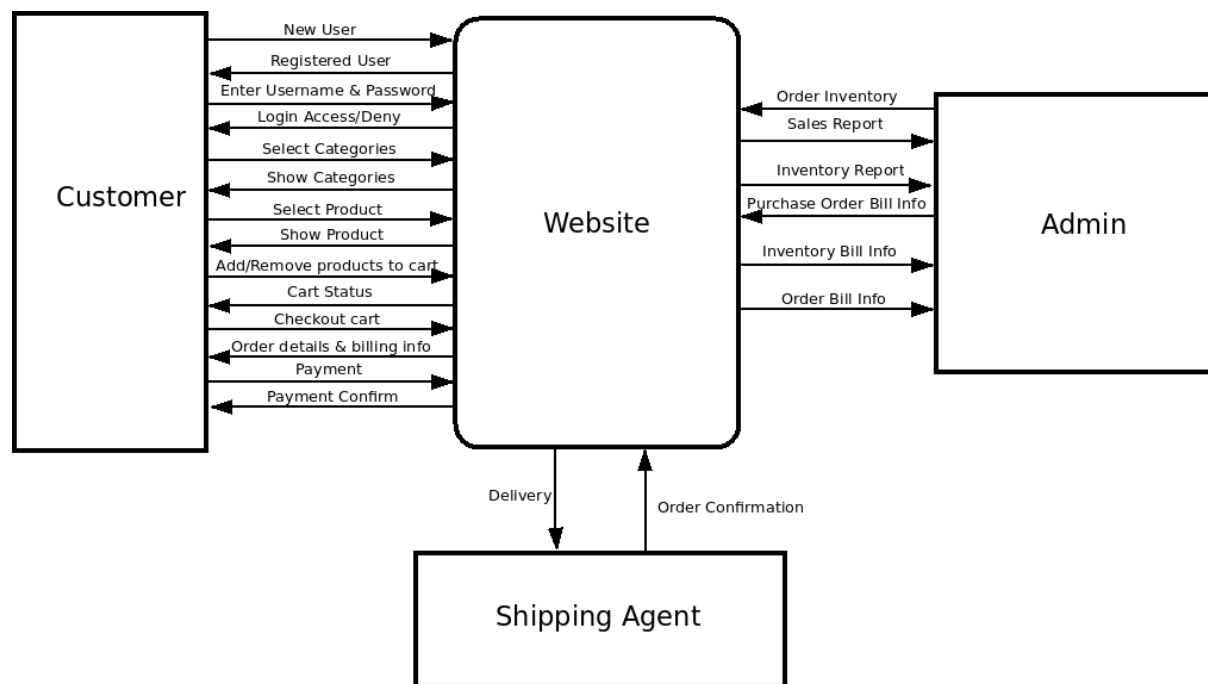 New User
Registered User
Enter Username & Password
Login Access/Deny
Select Categories
Show Categories
Customer
Select Product
Show Product
Add/Remove products to cart
Cart Status
Checkout cart
Order details & billing info
Payment
Payment Confirm
Website
Order Inventory
Sales Report
Inventory Report
Purchase Order Bill Info
Admin
Inventory Bill Info
Order Bill Info
Delivery
Order Confirmation
Shipping Agent